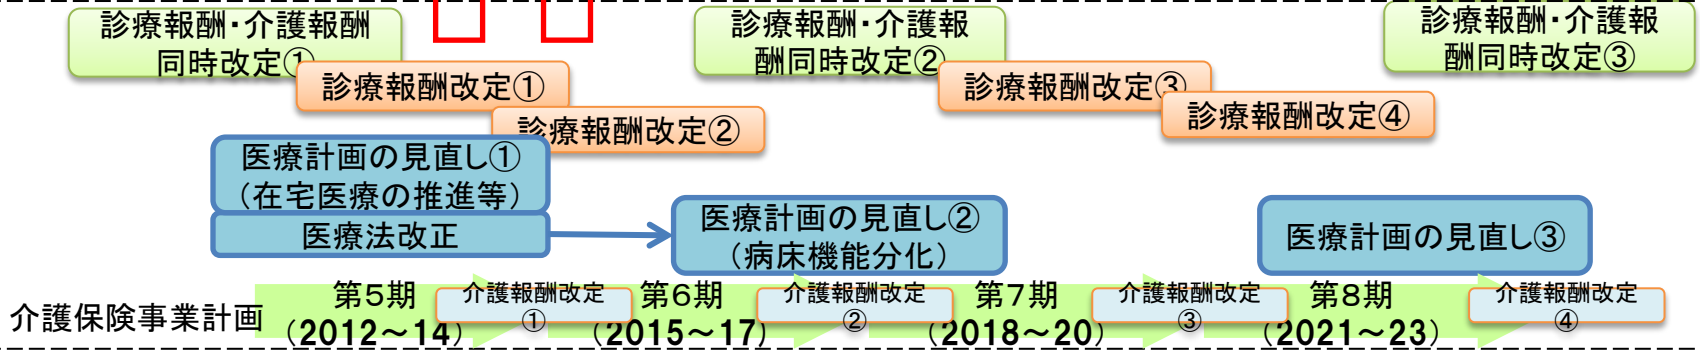 診療報酬・介護報酬
同時改定①
診療報酬・介護報
酬同時改定②
診療報酬・介護報
酬同時改定③
診療報酬改定①
診療報酬改定③
診療報酬改定②
診療報酬改定④
医療計画の見直し①
（在宅医療の推進等）
医療法改正
医療計画の見直し②
（病床機能分化）
医療計画の見直し③
介護保険事業計画
第５期
（2012～14）
介護報酬改定
①
第６期
（2015～17）
介護報酬改定
②
第７期
（2018～20）
介護報酬改定
③
第８期
（2021～23）
介護報酬改定
④